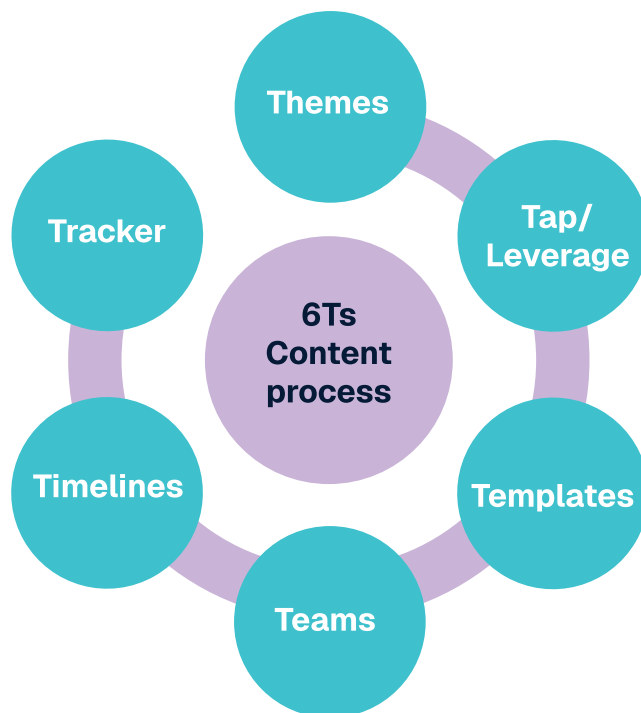 Themes
Tap/
Leverage
Templates
Teams
Timelines
Tracker
6Ts
Content
process